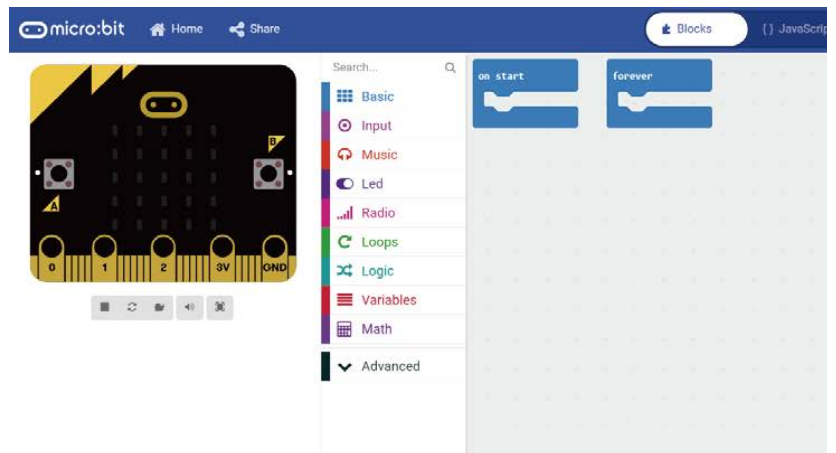 micro:bit Home Share Blocks {} JavaScrip
Search...
Basic
Input
Music
Led
Radio
Loops
Logic
Variables
Math
Advanced
on start forever
B
A
0 1 2 3V GND